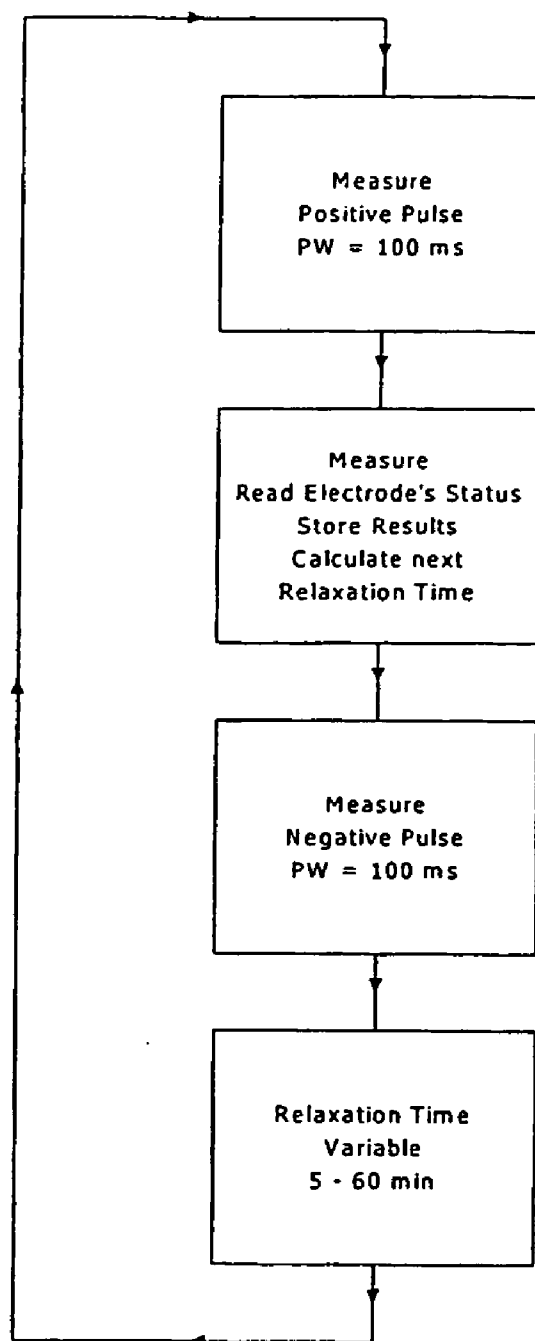 Measure
Positive Pulse
PW = 100 ms
Measure
Read Electrode's Status
Store Results
Calculate next
Relaxation Time
Measure
Negative Pulse
PW = 100 ms
Relaxation Time
Variable
5 - 60 min